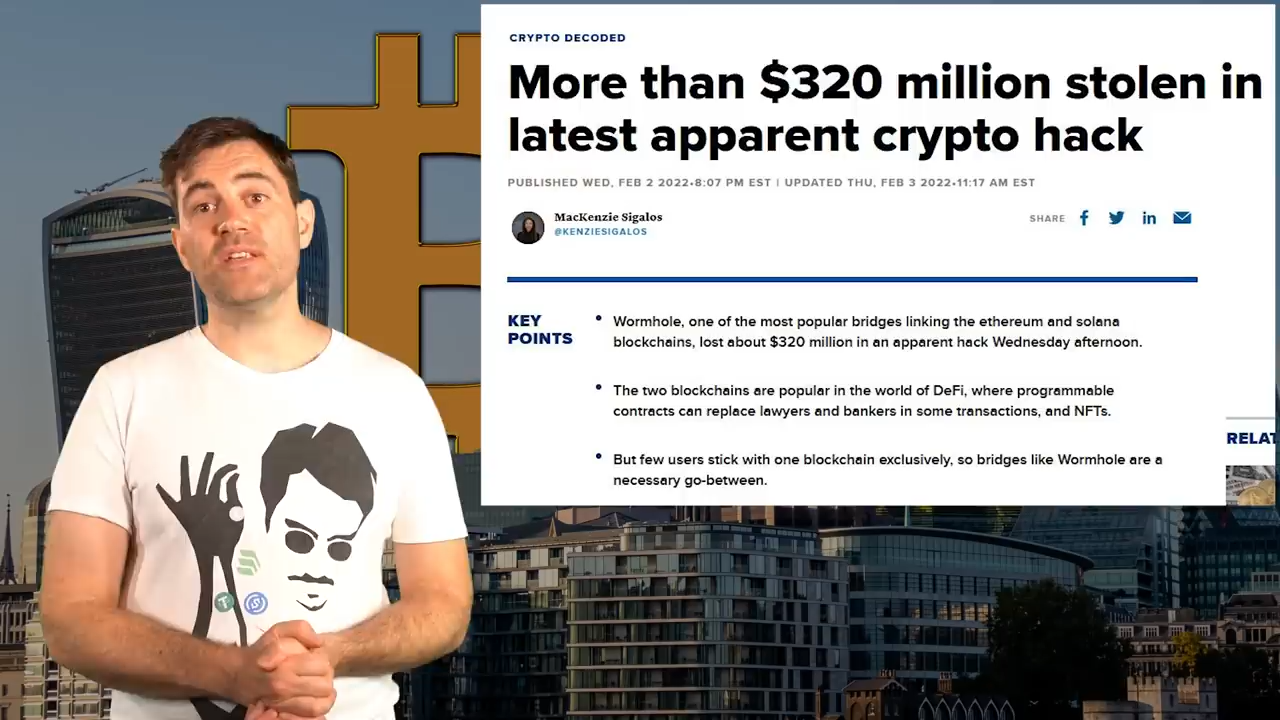 CRYPTO DECODED
More than $320 million stolen in
latest apparent crypto hack
PUBLISHED WED, FEB 2 2022•8:07 PM EST | UPDATED THU, FEB 3 2022•11:17 AM EST
MacKenzie Sigalos
@KENZIESIGALOS
SHARE
KEY
POINTS
Wormhole, one of the most popular bridges linking the ethereum and solana
blockchains, lost about $320 million in an apparent hack Wednesday afternoon.
The two blockchains are popular in the world of DeFi, where programmable
contracts can replace lawyers and bankers in some transactions, and NFTs.
But few users stick with one blockchain exclusively, so bridges like Wormhole are a
necessary go-between.
RELAT